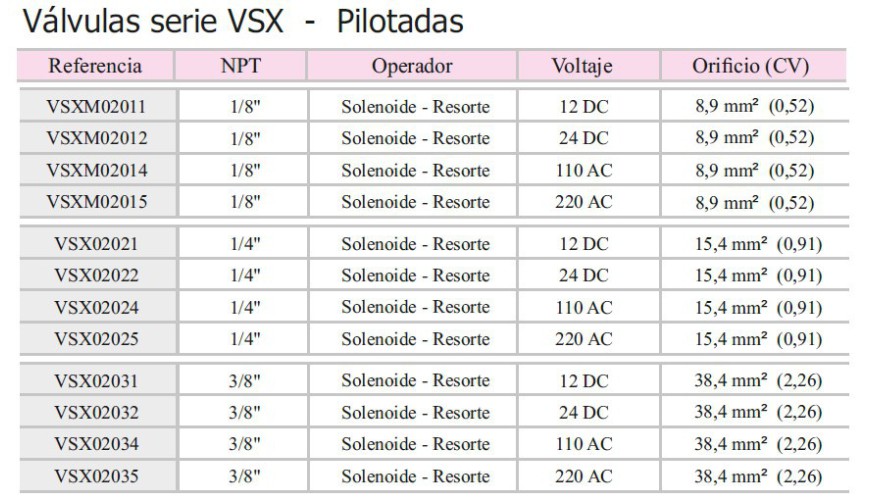 Válvulas serie VSX - Pilotadas
Referencia NPT Operador Voltaje Orificio (CV)
VSXM02011 1/8" Solenoide - Resorte 12 DC 8,9 mm² (0,52)
VSXM02012 1/8" Solenoide - Resorte 24 DC 8,9 mm² (0,52)
VSXM02014 1/8" Solenoide - Resorte 110 AC 8,9 mm² (0,52)
VSXM02015 1/8" Solenoide - Resorte 220 AC 8,9 mm² (0,52)
VSX02021 1/4" Solenoide - Resorte 12 DC 15,4 mm² (0,91)
VSX02022 1/4" Solenoide - Resorte 24 DC 15,4 mm² (0,91)
VSX02024 1/4" Solenoide - Resorte 110 AC 15,4 mm² (0,91)
VSX02025 1/4" Solenoide - Resorte 220 AC 15,4 mm² (0,91)
VSX02031 3/8" Solenoide - Resorte 12 DC 38,4 mm² (2,26)
VSX02032 3/8" Solenoide - Resorte 24 DC 38,4 mm² (2,26)
VSX02034 3/8" Solenoide - Resorte 110 AC 38,4 mm² (2,26)
VSX02035 3/8" Solenoide - Resorte 220 AC 38,4 mm² (2,26)